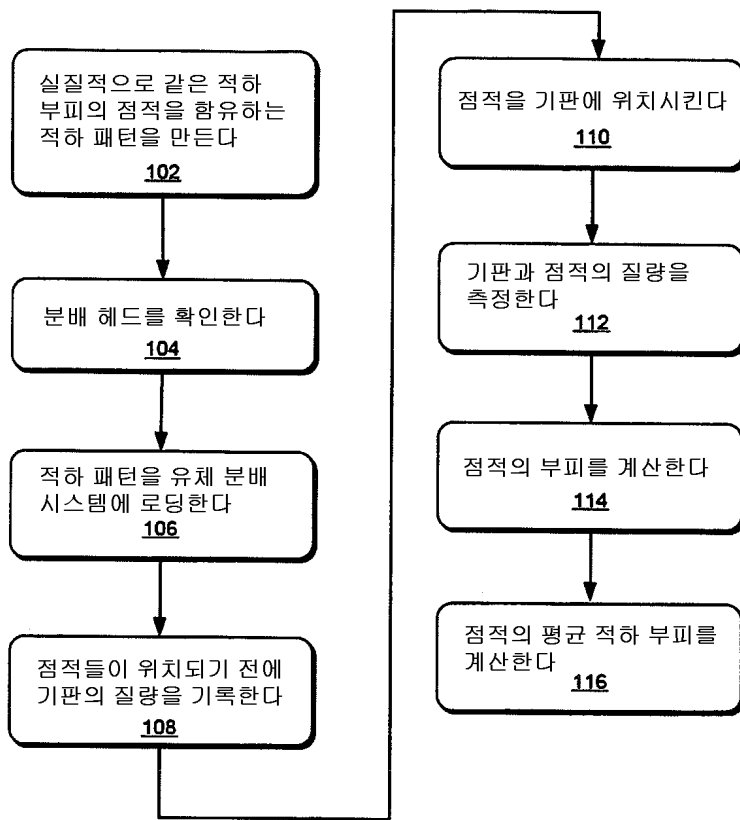 실질적으로 같은 적하
부피의 점적을 함유하는
적하 패턴을 만든다
102
분배 헤드를 확인한다
104
적하 패턴을 유체 분배
시스템에 로딩한다
106
점적들이 위치되기 전에
기판의 질량을 기록한다
108
점적을 기판에 위치시킨다
110
기판과 점적의 질량을
측정한다
112
점적의 부피를 계산한다
114
점적의 평균 적하 부피를
계산한다
116